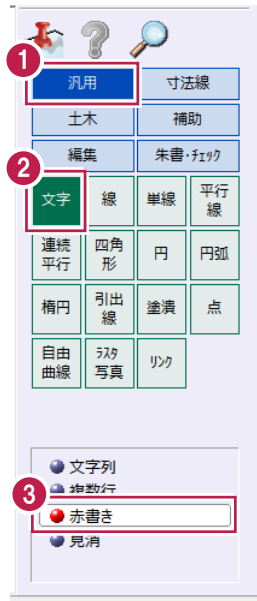 1
汎用 寸法線
土木 補助
編集 朱書・ﾁｪｯｸ
2
文字 線 単線 平行線
連続平行 四角形 円 円弧
楕円 引出線 塗潰 点
自由曲線 ﾗｽﾀ写真 ﾘﾝｸ
文字列
複数行
3
赤書き
見消